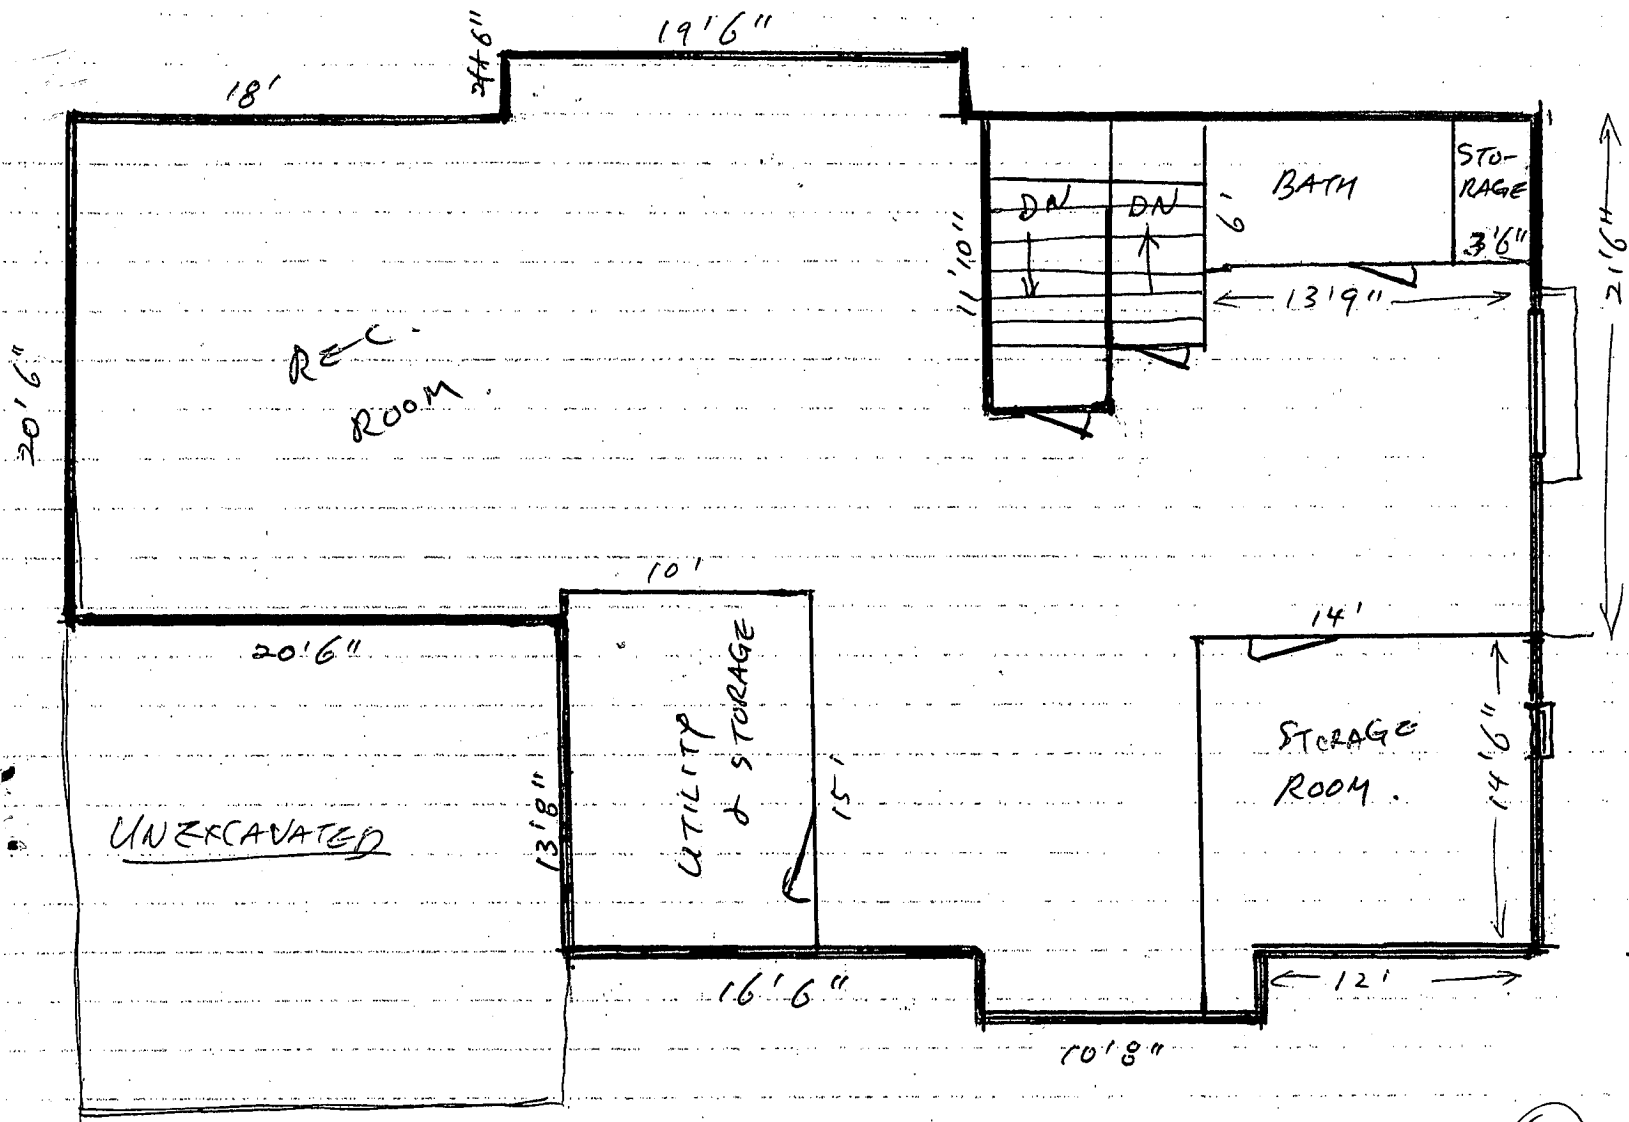 19'6"
2ft 6"
18'
STO-
RAGE
3'6"
BATH
6'
DN
DN
11'10"
13'9"
21'6"
REC.
ROOM.
20'6"
10'
14'
20'6"
UTILITY
& STORAGE
15'
STORAGE
ROOM.
14'6"
UNEXCAVATED
13'8"
16'6"
12'
10'8"